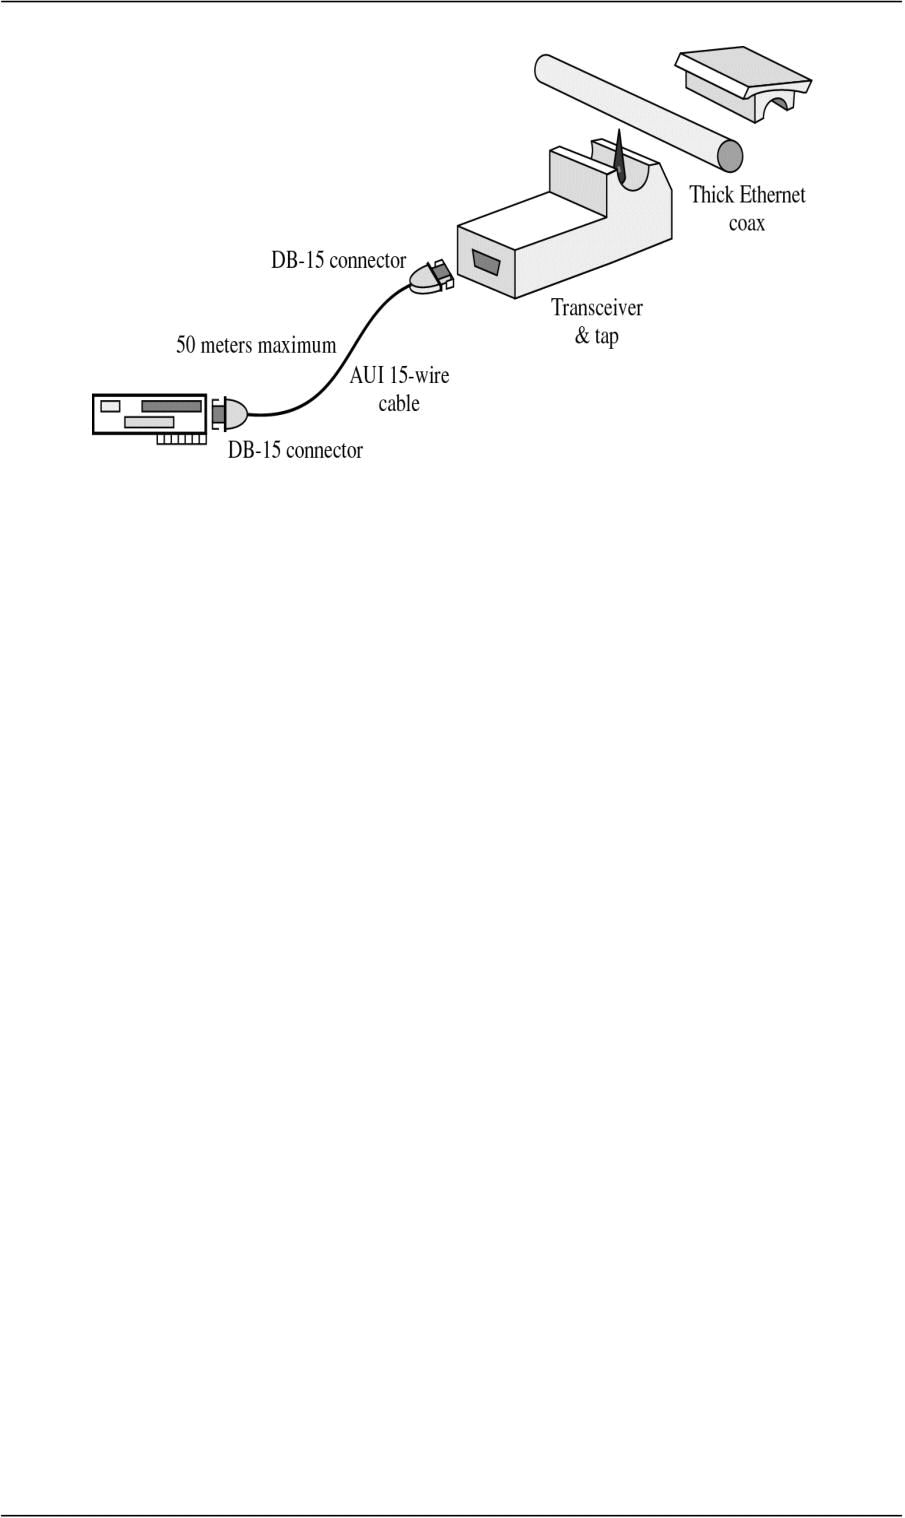 Thick Ethernet
coax
DB-15 connector
Transceiver
& tap
50 meters maximum
AUI 15-wire
cable
DB-15 connector